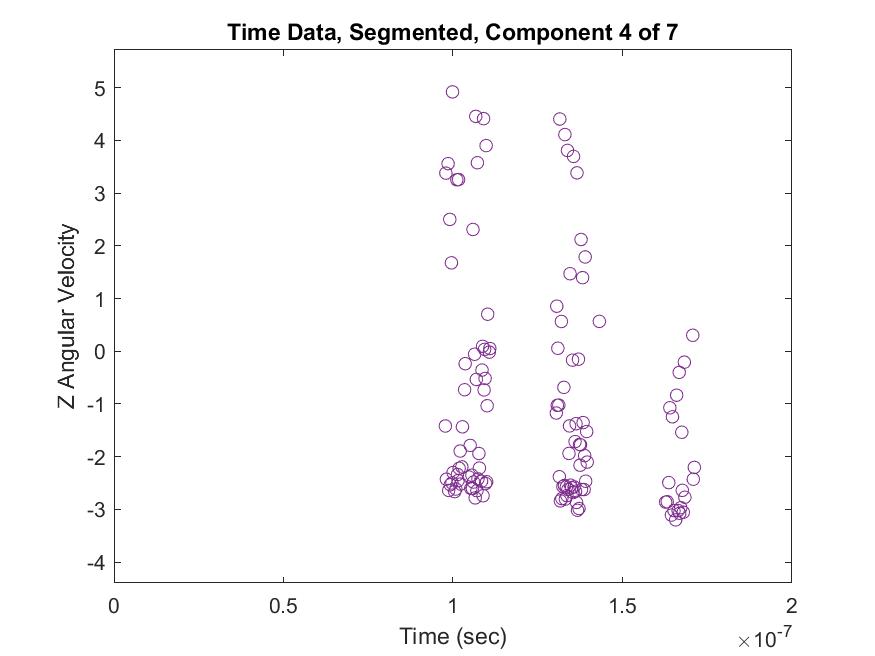 Time Data, Segmented, Component 4 of 7
5
4
3
2
1
0
-1
-2
-3
-4
Z Angular Velocity
0 0.5 1 1.5 2
Time (sec)
×10⁻⁷